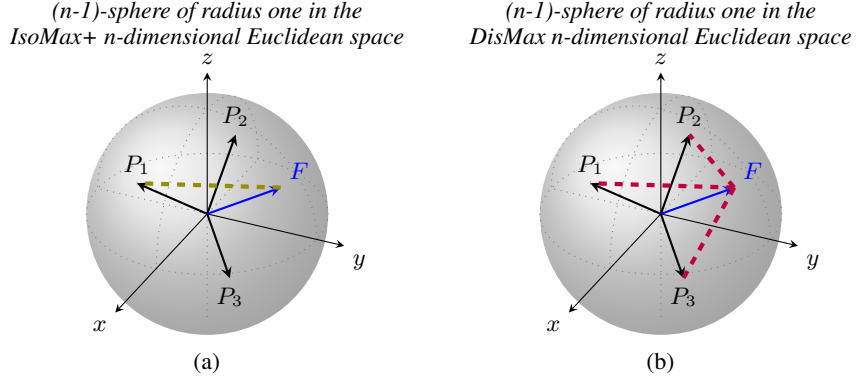 (n-1)-sphere of radius one in the
IsoMax+ n-dimensional Euclidean space
z
P2
P1
F
y
P3
x
(a)
(n-1)-sphere of radius one in the
DisMax n-dimensional Euclidean space
z
P2
P1
F
y
P3
x
(b)